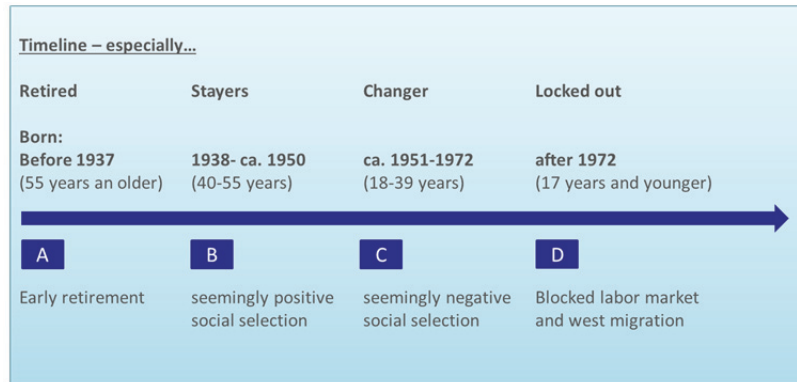 Timeline – especially…
Retired Stayers Changer Locked out
Born:
Before 1937 1938- ca. 1950 ca. 1951-1972 after 1972
(55 years an older) (40-55 years) (18-39 years) (17 years and younger)
A B C D
Early retirement seemingly positive seemingly negative Blocked labor market
social selection social selection and west migration